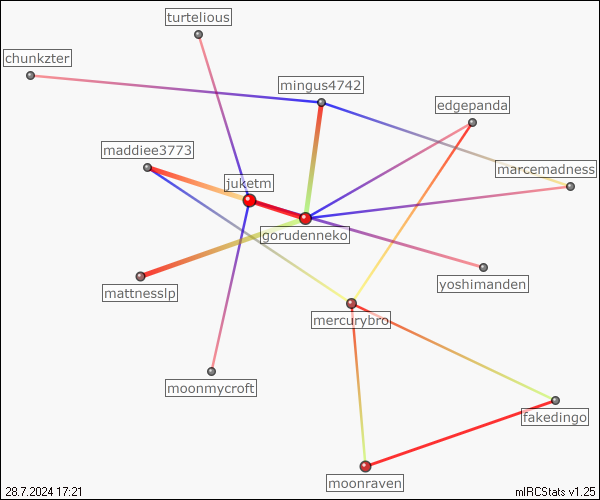 turtelious
chunkzter
mingus4742
edgepanda
maddiee3773
marcemadness
juketm
gorudenneko
yoshimanden
mattnesslp
mercurybro
moonmycroft
fakedingo
moonraven
28.7.2024 17:21
mIRCStats v1.25